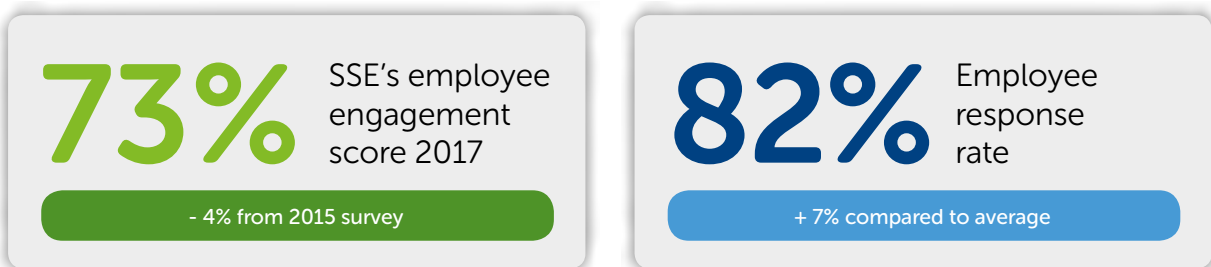 73%
SSE's employee
engagement
score 2017
- 4% from 2015 survey
82%
Employee
response
rate
+ 7% compared to average